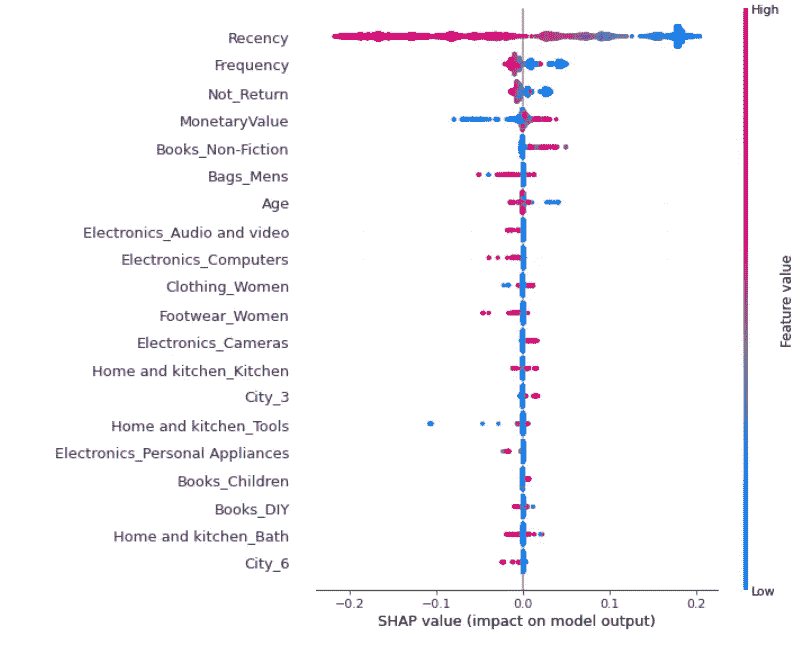 High
Recency
Frequency
Not_Return
MonetaryValue
Books_Non-Fiction
Bags_Mens
Age
Electronics_Audio and video
Electronics_Computers
Clothing_Women
Footwear_Women
Electronics_Cameras
Home and kitchen_Kitchen
City_3
Home and kitchen_Tools
Electronics_Personal Appliances
Books_Children
Books_DIY
Home and kitchen_Bath
City_6
Feature value
Low
−0.2 −0.1 0.0 0.1 0.2
SHAP value (impact on model output)